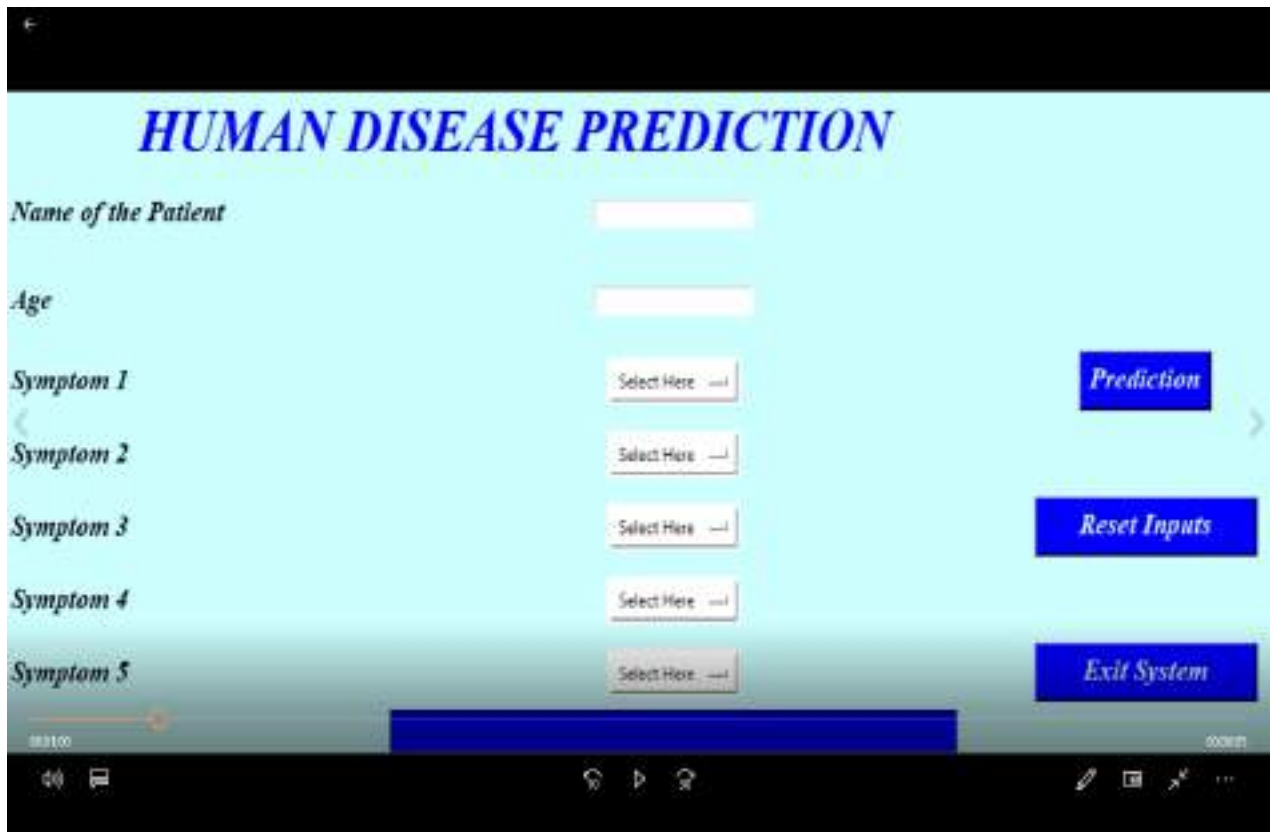 HUMAN DISEASE PREDICTION
Name of the Patient
Age
Symptom 1 Select Here Prediction
Symptom 2 Select Here
Symptom 3 Select Here Reset Inputs
Symptom 4 Select Here
Symptom 5 Select Here Exit System